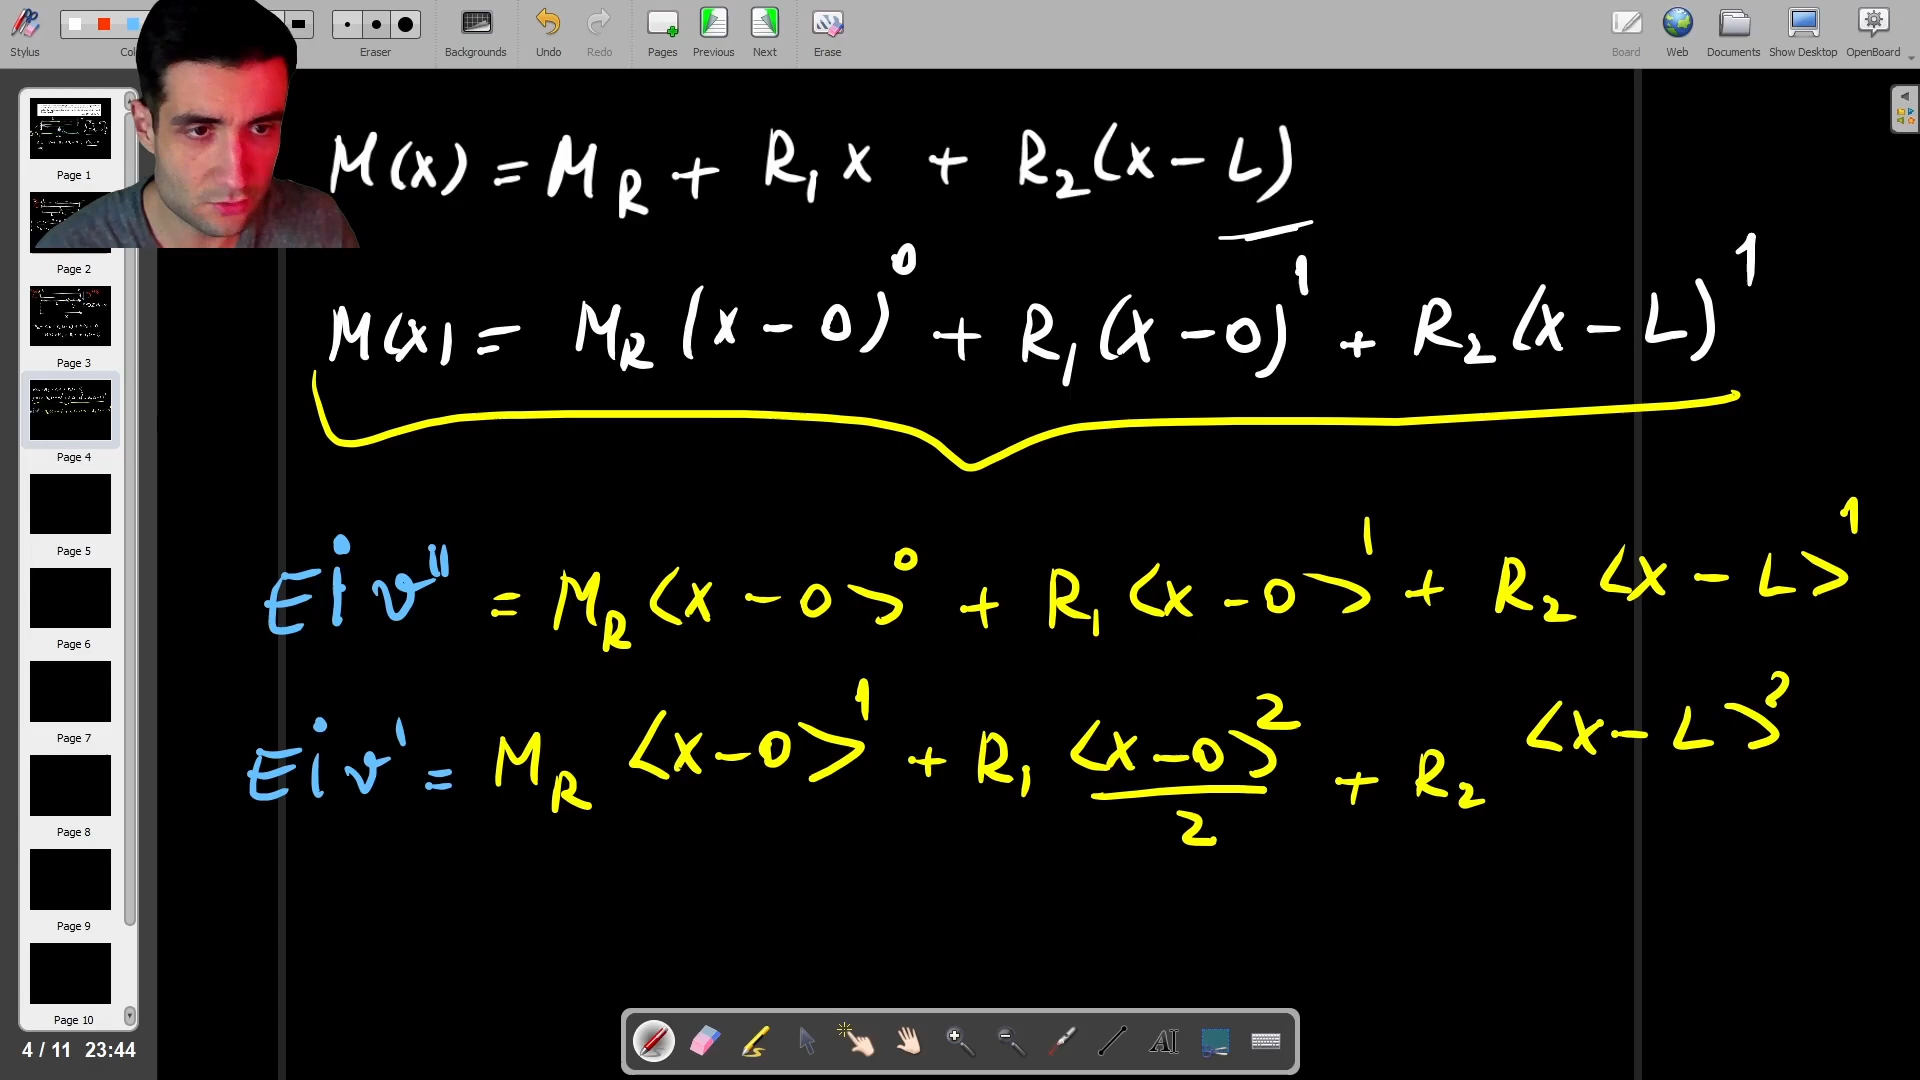 Stylus Eraser Backgrounds Undo Redo Pages Previous Next Erase Board Web Documents Show Desktop OpenBoard
Page 1
Page 2
Page 3
Page 4
Page 5
Page 6
Page 7
Page 8
Page 9
Page 10
4 / 11 23:44
M(x) = M_R + R_1 x + R_2 (x - L)
M(x) = M_R (x - 0)^0 + R_1 (x - 0)^1 + R_2 (x - L)^1
Eiv'' = M_R <x - 0>^0 + R_1 <x - 0>^1 + R_2 <x - L>^1
Eiv' = M_R <x - 0>^1 + R_1 <x - 0>^2 / 2 + R_2 <x - L>^2
AI